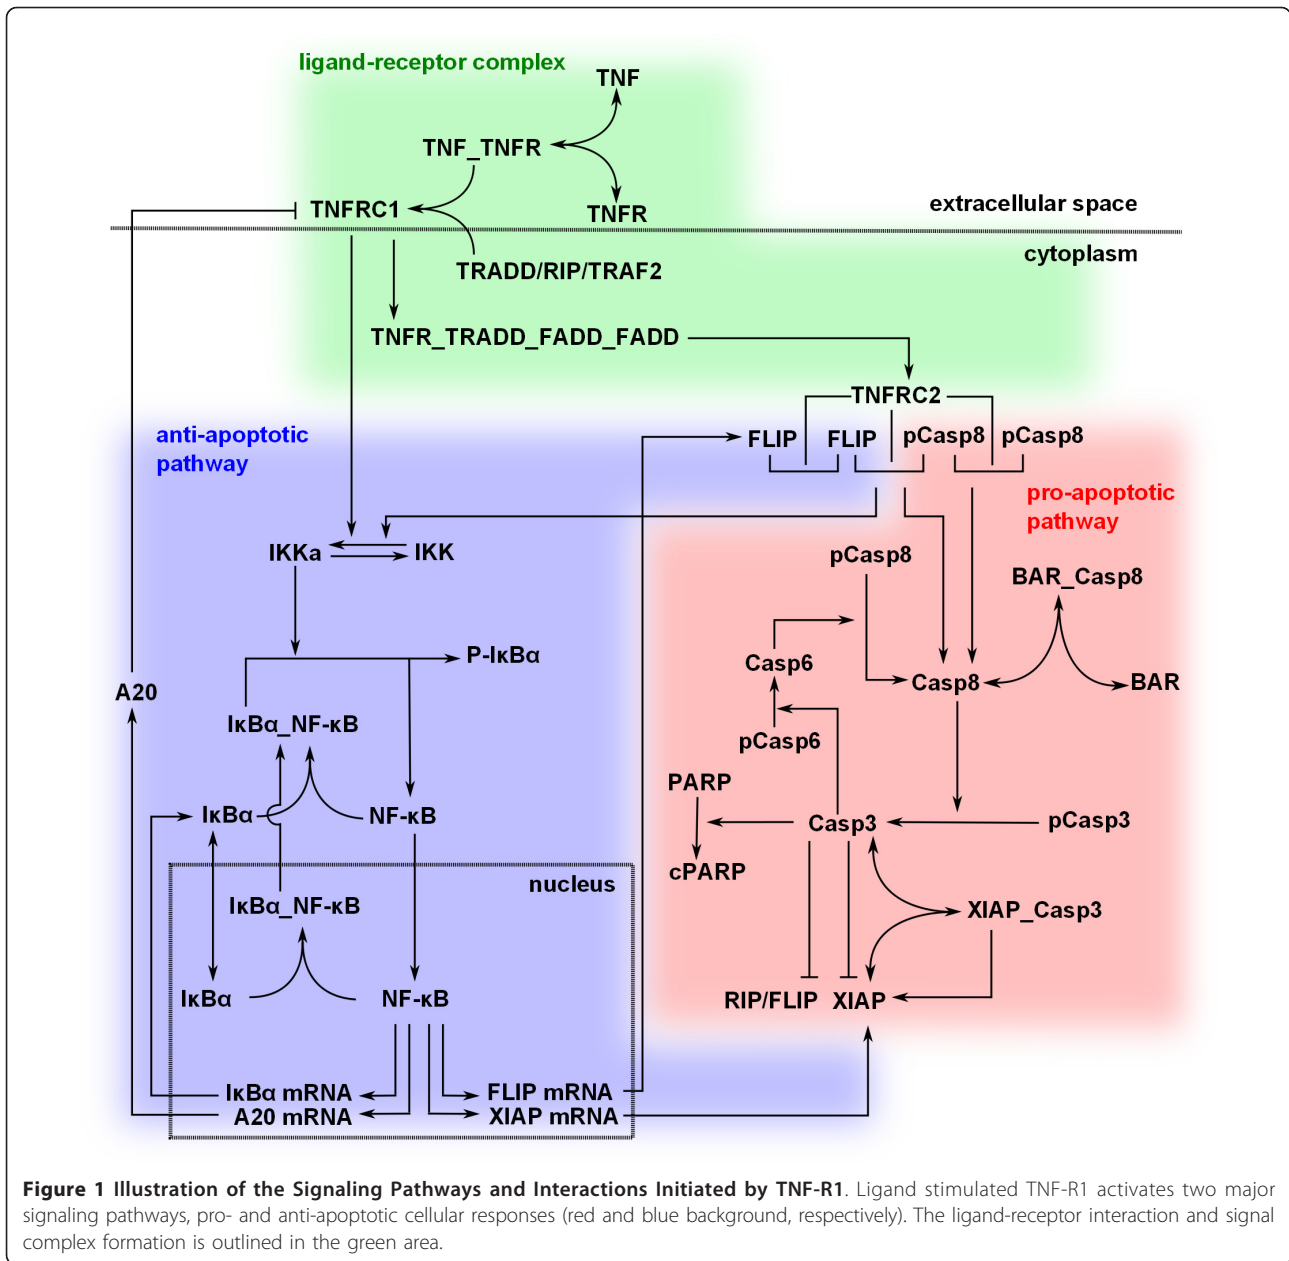 ligand-receptor complex
TNF
TNF_TNFR
TNFRC1
TNFR
extracellular space
cytoplasm
TRADD/RIP/TRAF2
TNFR_TRADD_FADD_FADD
TNFRC2
anti-apoptotic
pathway
FLIP
FLIP
pCasp8
pCasp8
pro-apoptotic
pathway
IKKa
IKK
pCasp8
BAR_Casp8
P-IκBα
Casp6
A20
Casp8
BAR
IκBα_NF-κB
pCasp6
PARP
IκBα
NF-κB
Casp3
pCasp3
cPARP
nucleus
IκBα_NF-κB
XIAP_Casp3
IκBα
NF-κB
RIP/FLIP
XIAP
IκBα mRNA
FLIP mRNA
A20 mRNA
XIAP mRNA
Figure 1 Illustration of the Signaling Pathways and Interactions Initiated by TNF-R1. Ligand stimulated TNF-R1 activates two major
signaling pathways, pro- and anti-apoptotic cellular responses (red and blue background, respectively). The ligand-receptor interaction and signal
complex formation is outlined in the green area.